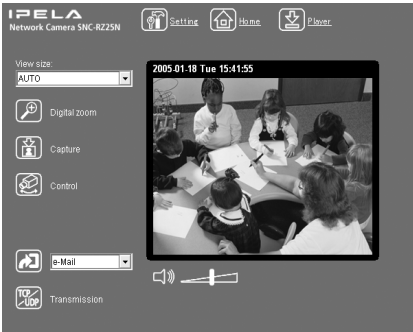 IPELA
Network Camera SNC-RZ25N
Setting
Home
Player
View size:
AUTO
2005-01-18 Tue 15:41:55
Digital zoom
Capture
Control
e-Mail
TCP/UDP
Transmission